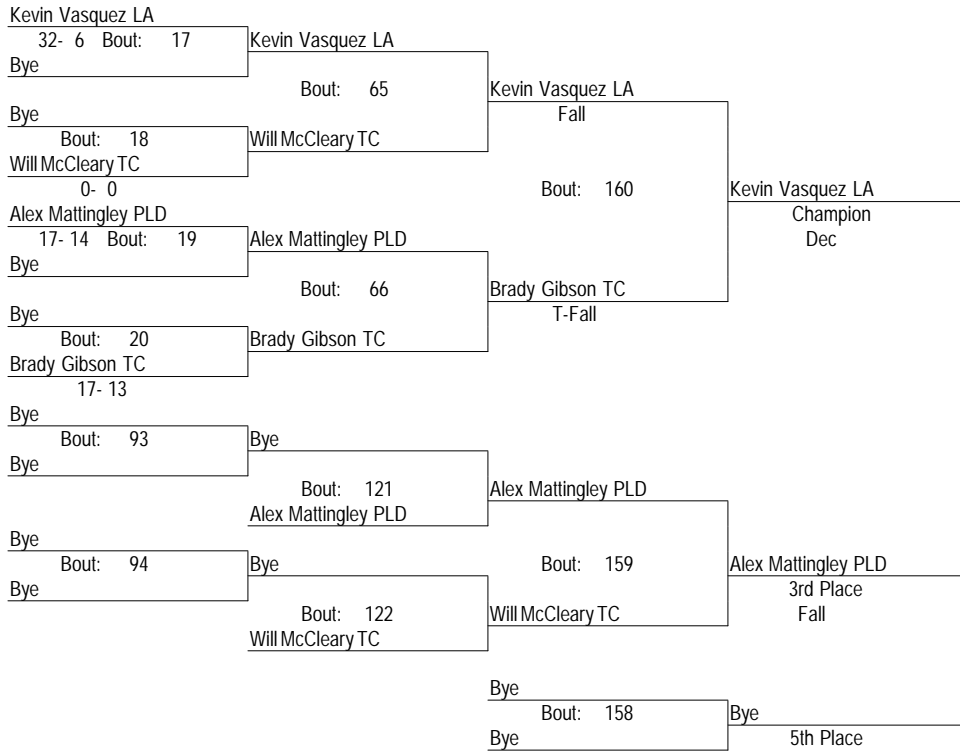 Kevin Vasquez LA
32- 6 Bout: 17 Kevin Vasquez LA
Bye
Bout: 65 Kevin Vasquez LA
Bye Fall
Bout: 18 Will McCleary TC
Will McCleary TC
0- 0 Bout: 160 Kevin Vasquez LA
Alex Mattingley PLD Champion
17- 14 Bout: 19 Alex Mattingley PLD Dec
Bye
Bout: 66 Brady Gibson TC
Bye T-Fall
Bout: 20 Brady Gibson TC
Brady Gibson TC
17- 13
Bye
Bout: 93 Bye
Bye
Bout: 121 Alex Mattingley PLD
Alex Mattingley PLD
Bye
Bout: 94 Bye Bout: 159 Alex Mattingley PLD
Bye 3rd Place
Bout: 122 Will McCleary TC Fall
Will McCleary TC
Bye
Bout: 158 Bye
Bye 5th Place